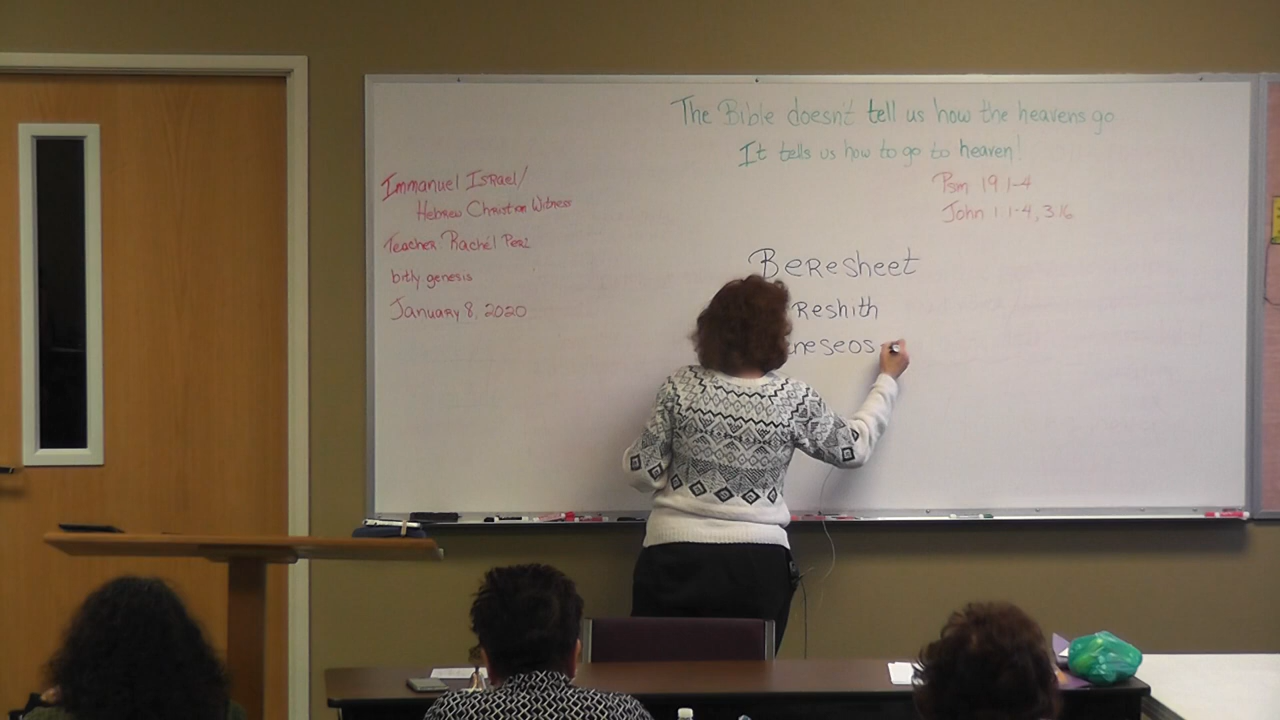 The Bible doesn't tell us how the heavens go
It tells us how to go to heaven!
Psm 19 1-4
John 1 1-4, 3 16
Immanuel Israel/
Hebrew Christian Witness
Teacher: Rachél Perz
bitly genesis
January 8, 2020
Beresheet
reshith
neseos